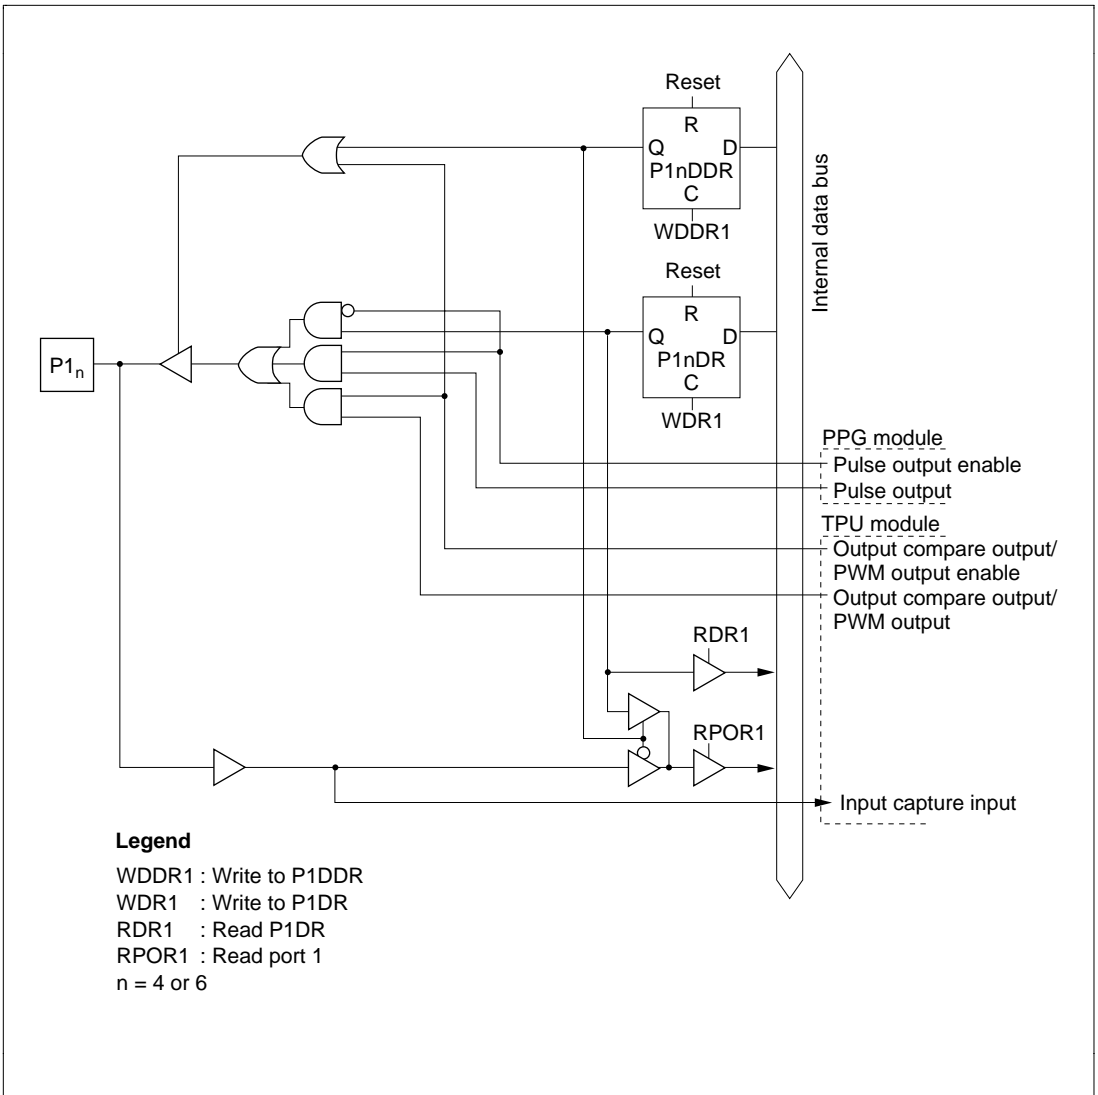 Reset
R
Q D
P1nDDR
C
WDDR1
Internal data bus
Reset
R
Q D
P1nDR
C
WDR1
P1n
PPG module
Pulse output enable
Pulse output
TPU module
Output compare output/
PWM output enable
Output compare output/
PWM output
RDR1
RPOR1
Input capture input
Legend
WDDR1 : Write to P1DDR
WDR1 : Write to P1DR
RDR1 : Read P1DR
RPOR1 : Read port 1
n = 4 or 6